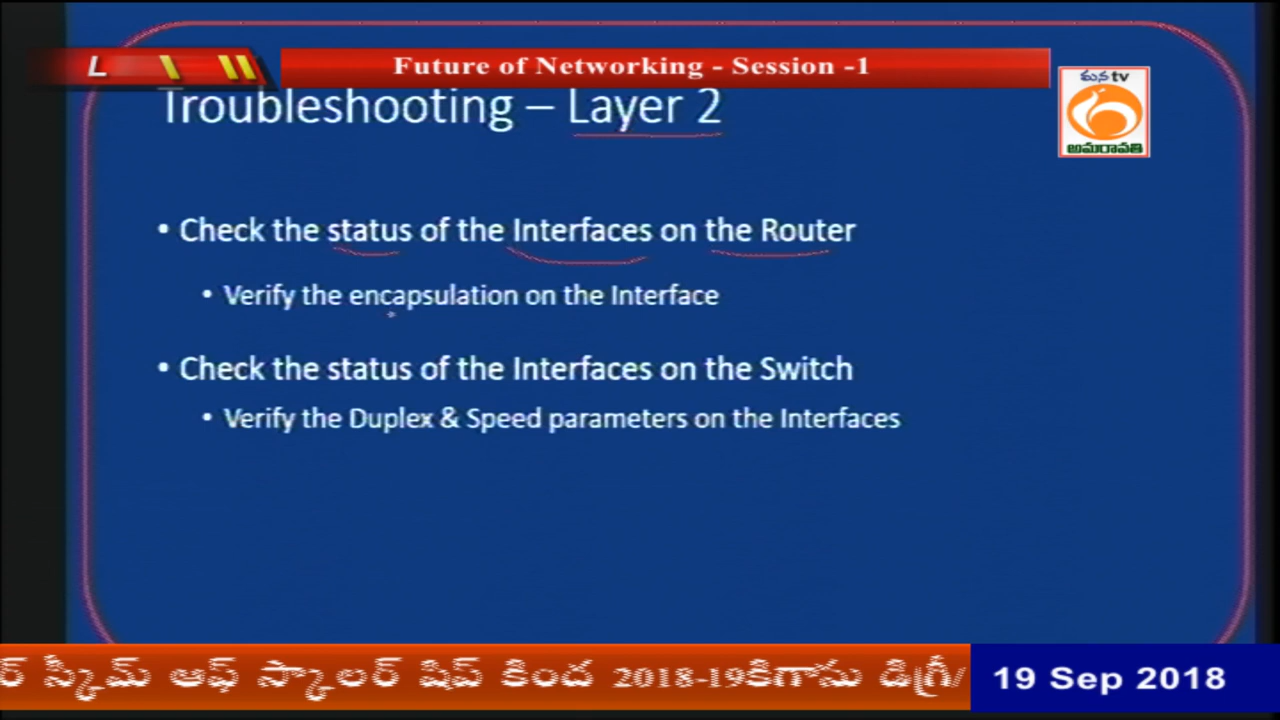 L
Future of Networking - Session -1
మన tv
అమరావతి
Troubleshooting – Layer 2
• Check the status of the Interfaces on the Router
• Verify the encapsulation on the Interface
• Check the status of the Interfaces on the Switch
• Verify the Duplex & Speed parameters on the Interfaces
ర్ స్కీమ్ ఆఫ్ స్కాలర్ షిప్ కింద 2018-19కిగాను డిగ్రీ/
19 Sep 2018